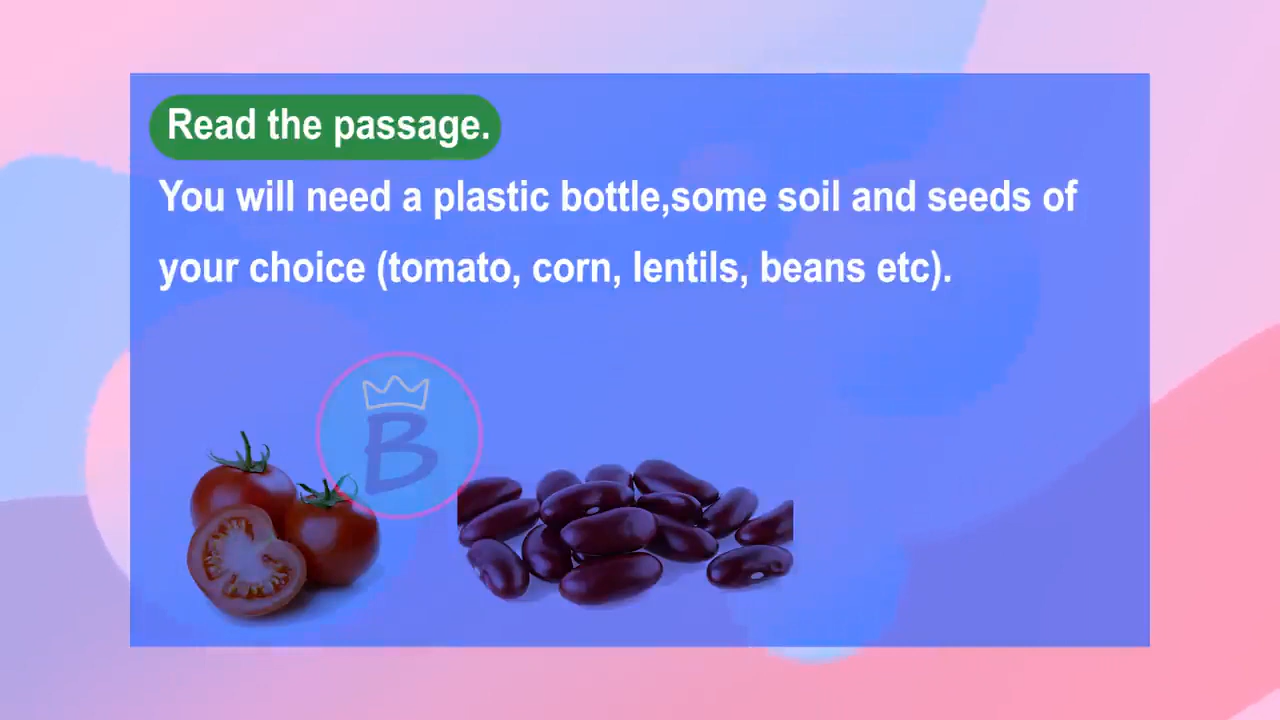 Read the passage.
You will need a plastic bottle,some soil and seeds of
your choice (tomato, corn, lentils, beans etc).
B